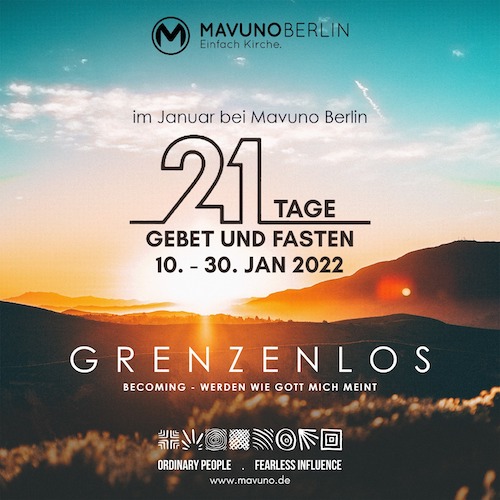 MAVUNOBERLIN
Einfach Kirche.
im Januar bei Mavuno Berlin
21 TAGE
GEBET UND FASTEN
10. - 30. JAN 2022
GRENZENLOS
BECOMING - WERDEN WIE GOTT MICH MEINT
ORDINARY PEOPLE . FEARLESS INFLUENCE
www.mavuno.de